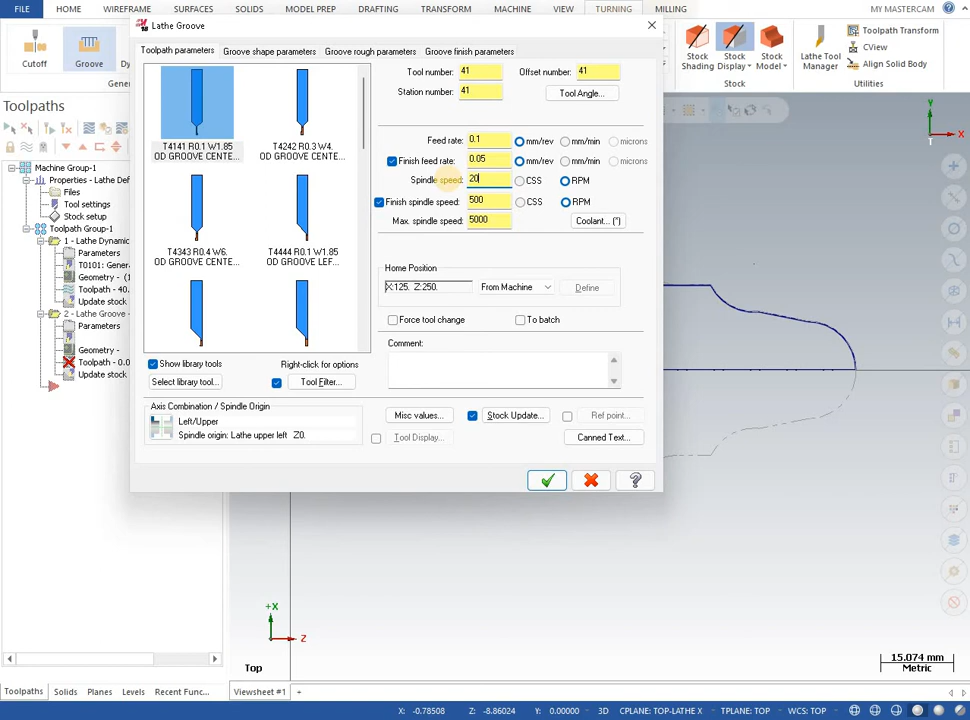 FILE HOME WIREFRAME SURFACES SOLIDS MODEL PREP DRAFTING TRANSFORM MACHINE VIEW TURNING MILLING MY MASTERCAM
Cutoff Groove Dy
Gener
Lathe Groove
Stock Shading
Stock Display
Stock Model
Stock
Lathe Tool Manager
Toolpath Transform
CView
Align Solid Body
Utilities
Toolpaths
Machine Group-1
Properties - Lathe Def
Files
Tool settings
Stock setup
Toolpath Group-1
1 - Lathe Dynamic
Parameters
T0101: Genera
Geometry - (1
Toolpath - 40.
Update stock
2 - Lathe Groove -
Parameters
Geometry -
Toolpath - 0.0
Update stock
Toolpath parameters Groove shape parameters Groove rough parameters Groove finish parameters
T4141 R0.1 W1.85
OD GROOVE CENTE...
T4242 R0.3 W4.
OD GROOVE CENTE...
T4343 R0.4 W6.
OD GROOVE CENTE...
T4444 R0.1 W1.85
OD GROOVE LEF...
Show library tools
Right-click for options
Select library tool...
Tool Filter...
Axis Combination / Spindle Origin
Left/Upper
Spindle origin: Lathe upper left Z0.
Tool number: 41 Offset number: 41
Station number: 41 Tool Angle...
Feed rate: 0.1 mm/rev mm/min microns
Finish feed rate: 0.05 mm/rev mm/min microns
Spindle speed: 20 CSS RPM
Finish spindle speed: 500 CSS RPM
Max. spindle speed: 5000 Coolant... (*)
Home Position
X:125. Z:250. From Machine Define
Force tool change To batch
Comment:
Misc values... Stock Update... Ref point...
Tool Display... Canned Text...
+X
Z
Y
X
T
Top
15.074 mm
Metric
Toolpaths Solids Planes Levels Recent Func... Viewsheet #1 +
X: -0.78508 Z: -8.86024 Y: 0.00000 3D CPLANE: TOP-LATHE X TPLANE: TOP WCS: TOP